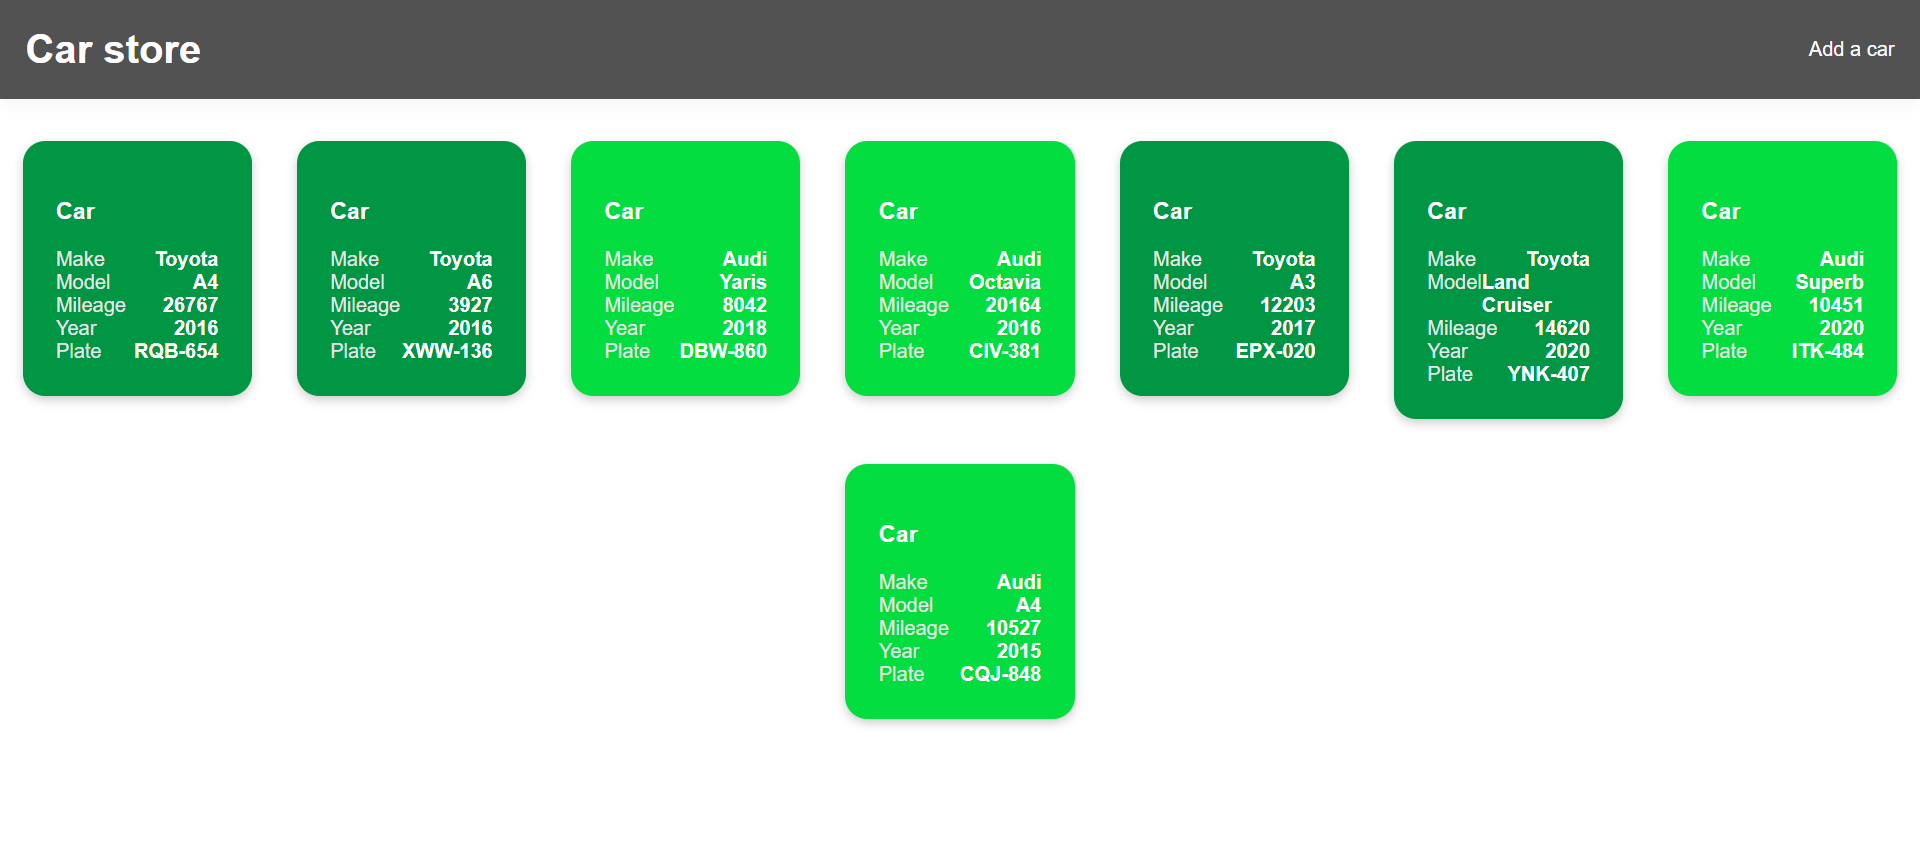 Car store
Add a car
Car
Make Toyota
Model A4
Mileage 26767
Year 2016
Plate RQB-654
Car
Make Toyota
Model A6
Mileage 3927
Year 2016
Plate XWW-136
Car
Make Audi
Model Yaris
Mileage 8042
Year 2018
Plate DBW-860
Car
Make Audi
Model Octavia
Mileage 20164
Year 2016
Plate CIV-381
Car
Make Toyota
Model A3
Mileage 12203
Year 2017
Plate EPX-020
Car
Make Toyota
Model Land
Cruiser
Mileage 14620
Year 2020
Plate YNK-407
Car
Make Audi
Model Superb
Mileage 10451
Year 2020
Plate ITK-484
Car
Make Audi
Model A4
Mileage 10527
Year 2015
Plate CQJ-848